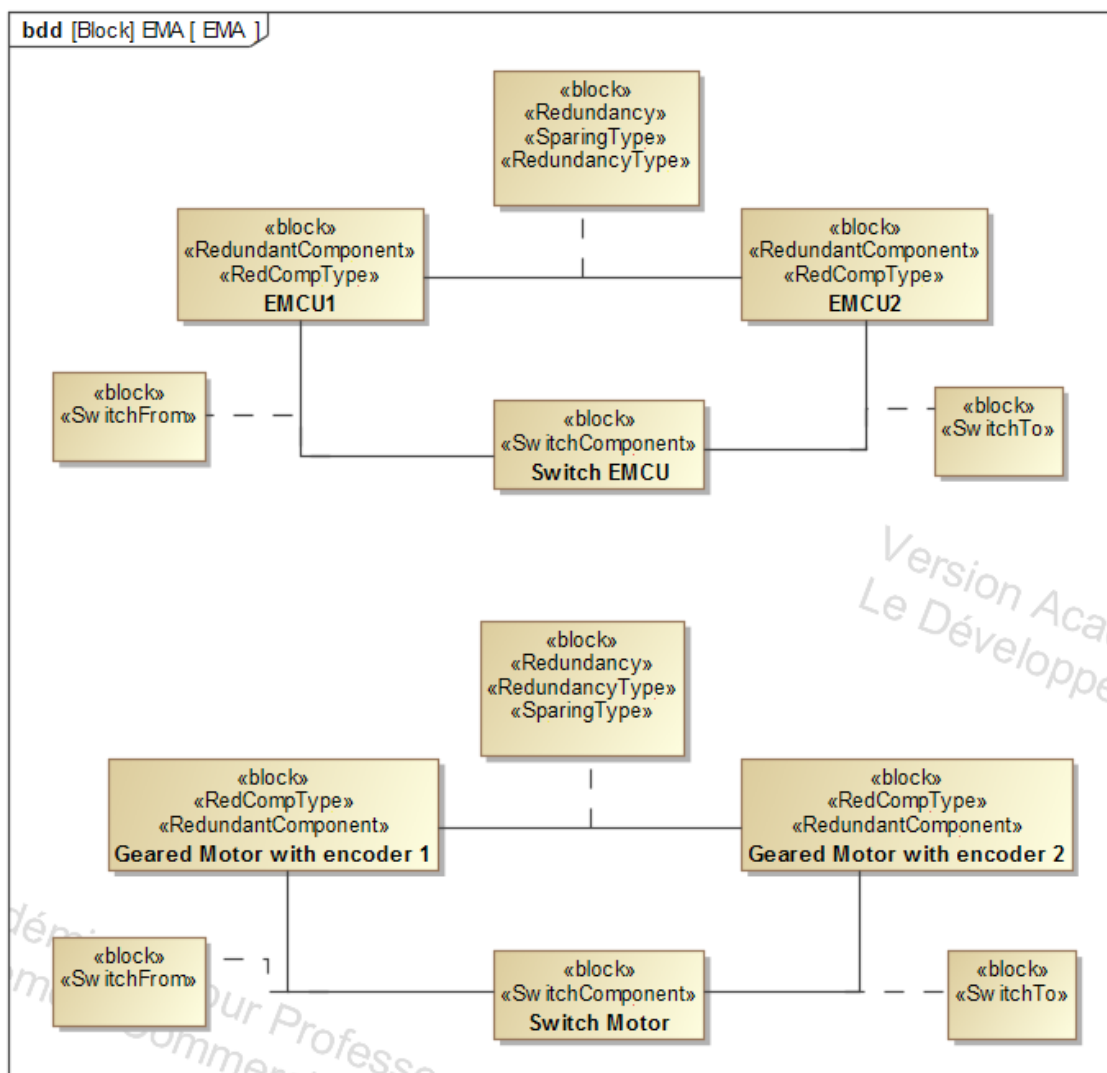 bdd [Block] EMA [ EMA ]
«block»
«Redundancy»
«SparingType»
«RedundancyType»
«block»
«RedundantComponent»
«RedCompType»
EMCU1
«block»
«RedundantComponent»
«RedCompType»
EMCU2
«block»
«SwitchFrom»
«block»
«SwitchComponent»
Switch EMCU
«block»
«SwitchTo»
Version Aca
Le Développe
«block»
«Redundancy»
«RedundancyType»
«SparingType»
«block»
«RedCompType»
«RedundantComponent»
Geared Motor with encoder 1
«block»
«RedCompType»
«RedundantComponent»
Geared Motor with encoder 2
«block»
«SwitchFrom»
«block»
«SwitchComponent»
Switch Motor
«block»
«SwitchTo»
our Professe